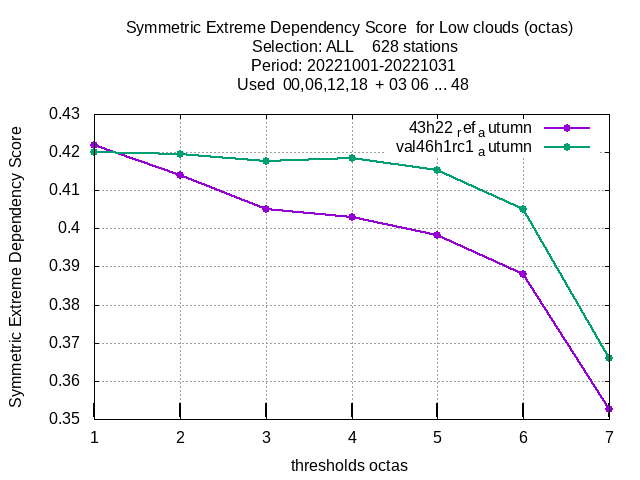 Symmetric Extreme Dependency Score for Low clouds (octas)
Selection: ALL 628 stations
Period: 20221001-20221031
Used 00,06,12,18 + 03 06 ... 48
Symmetric Extreme Dependency Score
0.43
0.42
0.41
0.4
0.39
0.38
0.37
0.36
0.35
43h22 ref a utumn
val46h1rc1 a utumn
1 2 3 4 5 6 7
thresholds octas